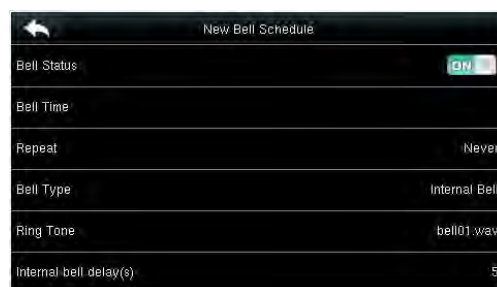 New Bell Schedule
Bell Status ON
Bell Time
Repeat Never
Bell Type Internal Bell
Ring Tone bell01.wav
Internal bell delay(s) 5